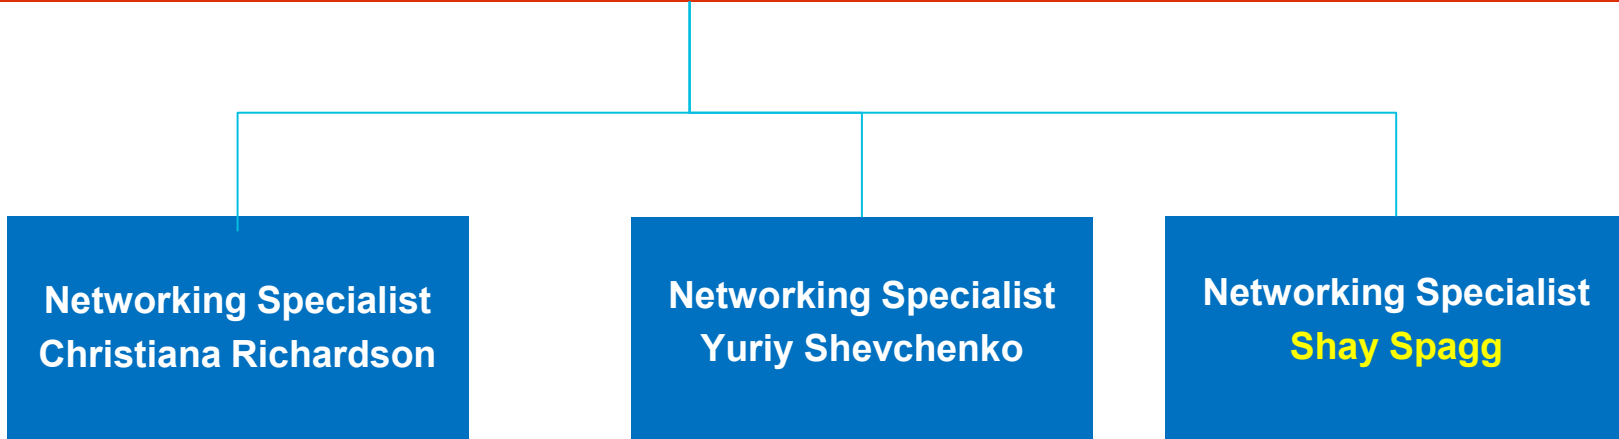 Networking Specialist
Christiana Richardson
Networking Specialist
Yuriy Shevchenko
Networking Specialist
Shay Spagg